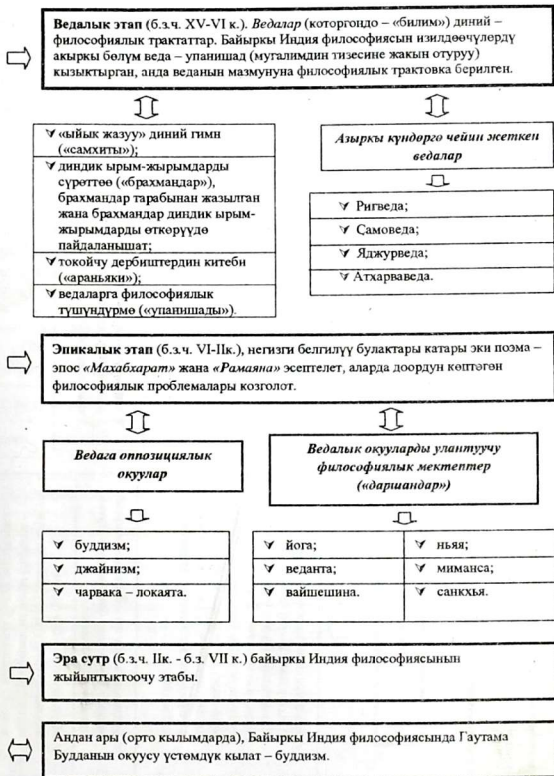 Ведалык этап (б.з.ч. XV-VI к.). Ведалар (которгондо – «билим») диний –
философиялык трактаттар. Байыркы Индия философиясын изилдөөчүлөрдү
акыркы бөлүм веда – упанишад (мугалимдин тизесине жакын отуруу)
кызыктырган, анда веданын мазмунуна философиялык трактовка берилген.
«ыйык жазуу» диний гимн
(«самхиты»);
диндик ырым-жырымдарды
сүрөттөө («брахмандар»),
брахмандар тарабынан жазылган
жана брахмандар диндик ырым-
жырымдарды өткөрүүдө
пайдаланышат;
токойчу дербиштердин китеби
(«араньяки»);
ведаларга философиялык
түшүндүрмө («упанишады»).
Азыркы күндөргө чейин жеткен
ведалар
Ригведа;
Самоведа;
Яджурведа;
Атхарваведа.
Эпикалык этап (б.з.ч. VI-IIк.), негизги белгилүү булактары катары эки поэма –
эпос «Махабхарат» жана «Рамаяна» эсептелет, аларда доордун көптөгөн
философиялык проблемалары козголот.
Ведага оппозициялык
окуулар
буддизм;
джайнизм;
чарвака – локаята.
Ведалык окууларды улантуучу
философиялык мектептер
(«даршандар»)
йога;
ньяя;
веданта;
миманса;
вайшешина.
санкхья.
Эра сутр (б.з.ч. IIк. - б.з. VII к.) байыркы Индия философиясынын
жыйынтыктоочу этабы.
Андан ары (орто кылымдарда), Байыркы Индия философиясында Гаутама
Будданын окуусу үстөмдүк кылат – буддизм.